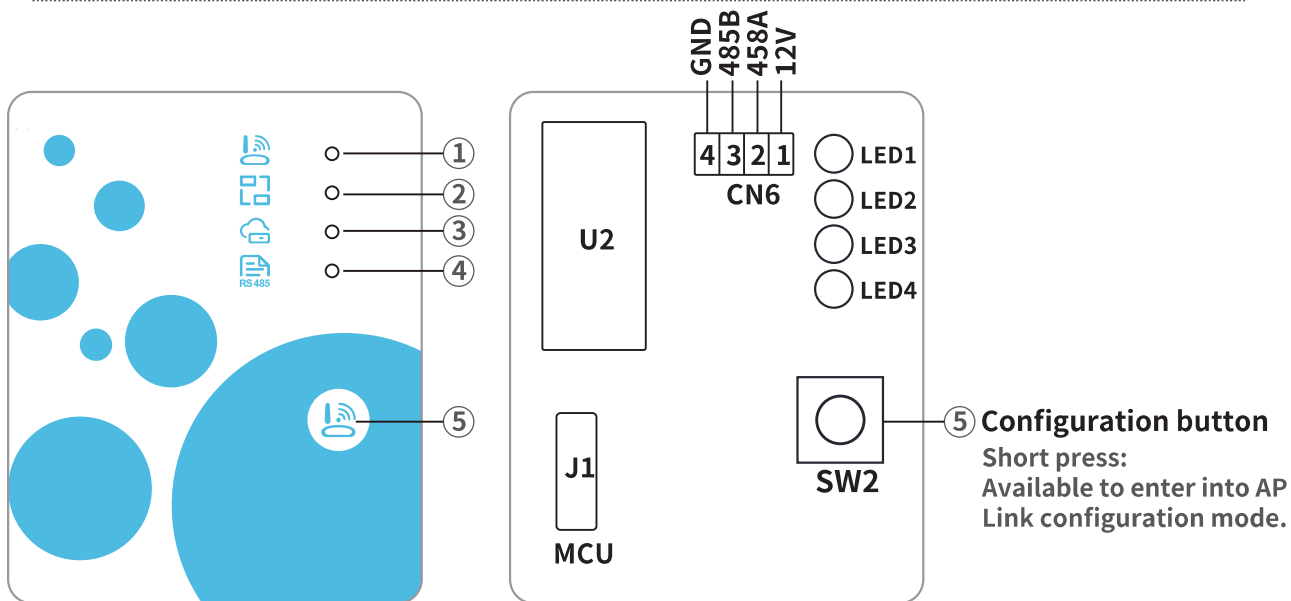 GND
485B
458A
12V
①
②
③
RS485
④
⑤
4 3 2 1
CN6
LED1
LED2
LED3
LED4
U2
J1
MCU
SW2
⑤ Configuration button
Short press:
Available to enter into AP
Link configuration mode.